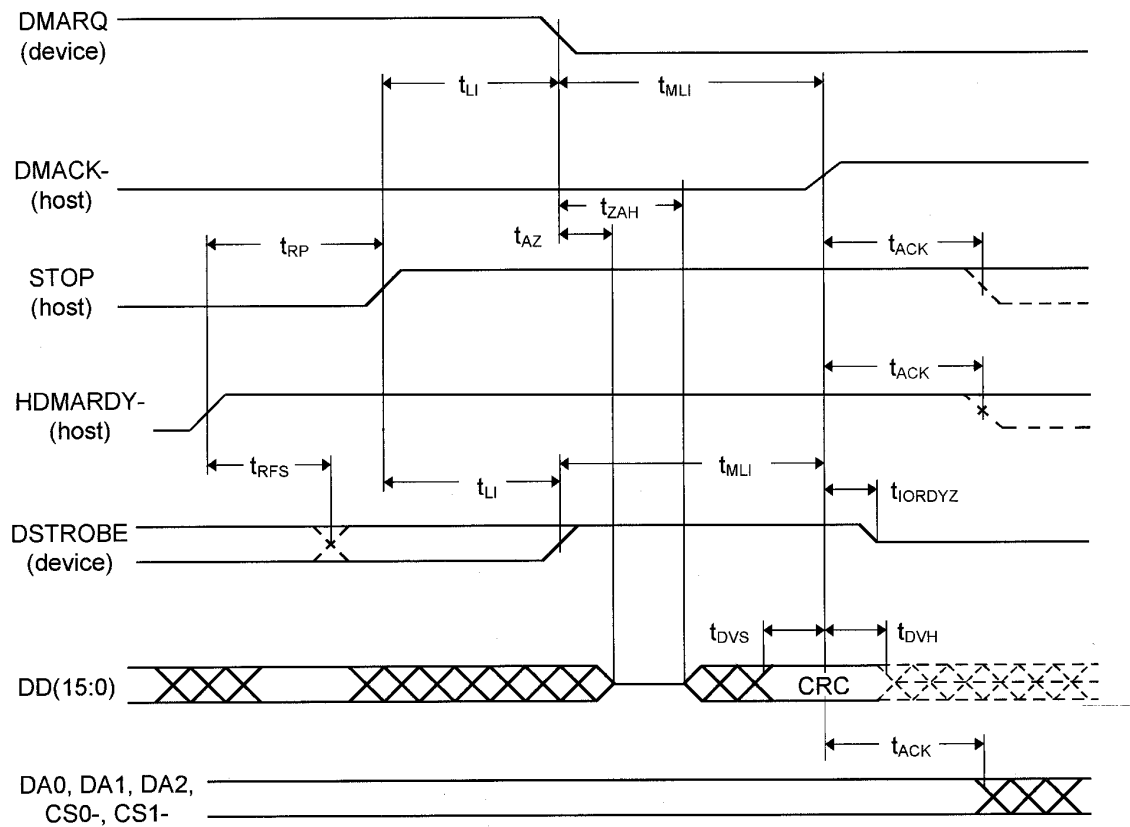 DMARQ
(device)
tLI
tMLI
DMACK-
(host)
tZAH
tAZ
tRP
tACK
STOP
(host)
tACK
HDMARDY-
(host)
tRFS
tLI
tMLI
tIORDYZ
DSTROBE
(device)
tDVS
tDVH
DD(15:0)
CRC
tACK
DA0, DA1, DA2,
CS0-, CS1-